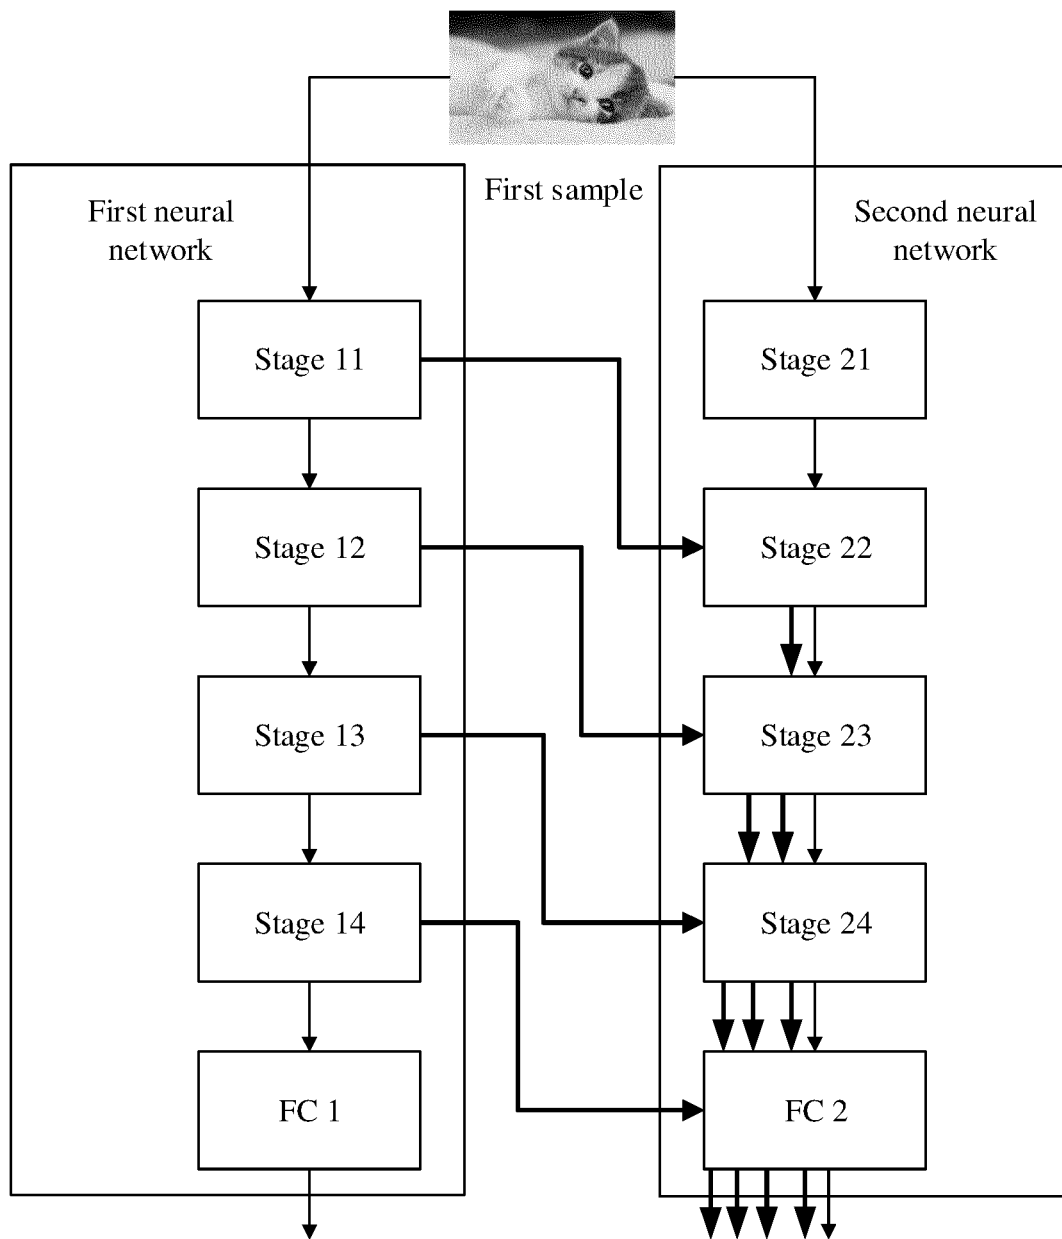 First sample
First neural
network
Second neural
network
Stage 11
Stage 21
Stage 12
Stage 22
Stage 13
Stage 23
Stage 14
Stage 24
FC 1
FC 2